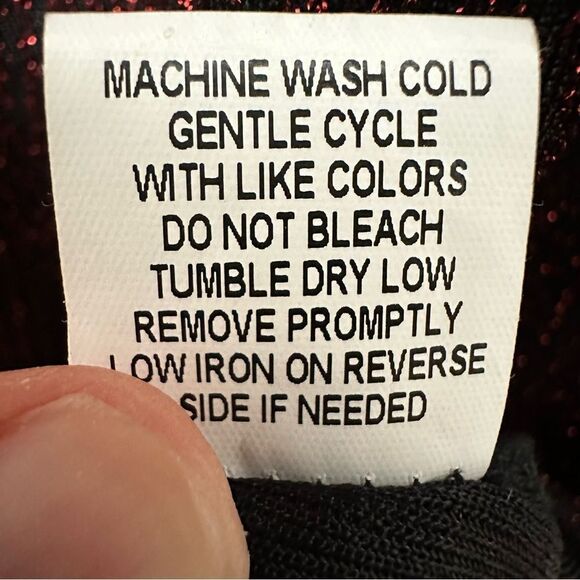 MACHINE WASH COLD
GENTLE CYCLE
WITH LIKE COLORS
DO NOT BLEACH
TUMBLE DRY LOW
REMOVE PROMPTLY
LOW IRON ON REVERSE
SIDE IF NEEDED